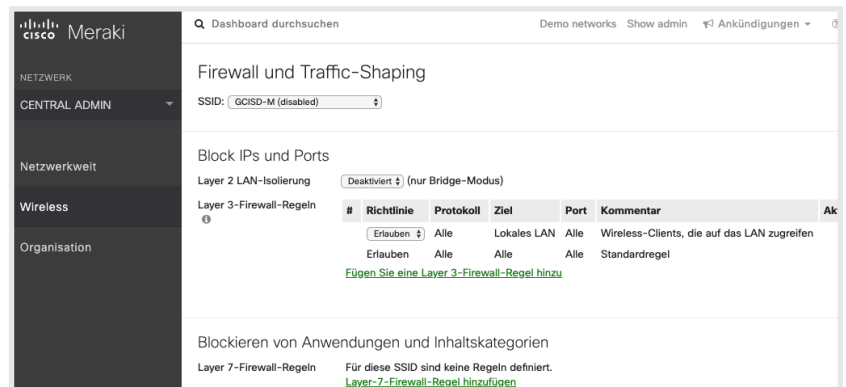 cisco Meraki
Dashboard durchsuchen Demo networks Show admin Ankündigungen
NETZWERK
CENTRAL ADMIN
Netzwerkweit
Wireless
Organisation
Firewall und Traffic-Shaping
SSID: GCISD-M (disabled)
Block IPs und Ports
Layer 2 LAN-Isolierung Deaktiviert (nur Bridge-Modus)
Layer 3-Firewall-Regeln
# Richtlinie Protokoll Ziel Port Kommentar
Erlauben Alle Lokales LAN Alle Wireless-Clients, die auf das LAN zugreifen
Erlauben Alle Alle Alle Standardregel
Fügen Sie eine Layer 3-Firewall-Regel hinzu
Blockieren von Anwendungen und Inhaltskategorien
Layer 7-Firewall-Regeln Für diese SSID sind keine Regeln definiert.
Layer-7-Firewall-Regel hinzufügen